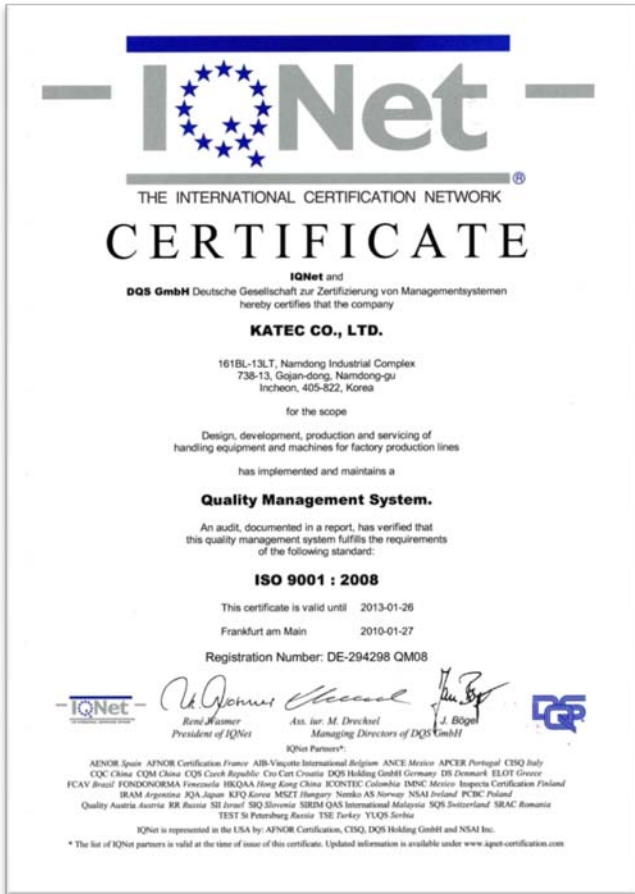 IQNet
®
THE INTERNATIONAL CERTIFICATION NETWORK
CERTIFICATE
IQNet and
DQS GmbH Deutsche Gesellschaft zur Zertifizierung von Managementsystemen
hereby certifies that the company
KATEC CO., LTD.
161BL-13LT, Namdong Industrial Complex
738-13, Gojan-dong, Namdong-gu
Incheon, 405-822, Korea
for the scope
Design, development, production and servicing of
handling equipment and machines for factory production lines
has implemented and maintains a
Quality Management System.
An audit, documented in a report, has verified that
this quality management system fulfills the requirements
of the following standard:
ISO 9001 : 2008
This certificate is valid until 2013-01-26
Frankfurt am Main 2010-01-27
Registration Number: DE-294298 QM08
IQNet
DQS
René Wasmer Ass. iur. M. Drechsel J. Bögel
President of IQNet Managing Directors of DQS GmbH
IQNet Partners*:
AENOR Spain AFNOR Certification France AIB-Vinçotte International Belgium ANCE Mexico APCER Portugal CISQ Italy
CQC China CQM China CQS Czech Republic Cro Cert Croatia DQS Holding GmbH Germany DS Denmark ELOT Greece
FCAV Brazil FONDONORMA Venezuela HKQAA Hong Kong China ICONTEC Colombia IMNC Mexico Inspecta Certification Finland
IRAM Argentina JQA Japan KFQ Korea MSZT Hungary Nemko AS Norway NSAI Ireland PCBC Poland
Quality Austria Austria RR Russia SII Israel SIQ Slovenia SIRIM QAS International Malaysia SQS Switzerland SRAC Romania
TEST St Petersburg Russia TSE Turkey YUQS Serbia
IQNet is represented in the USA by: AFNOR Certification, CISQ, DQS Holding GmbH and NSAI Inc.
* The list of IQNet partners is valid at the time of issue of this certificate. Updated information is available under www.iqnet-certification.com